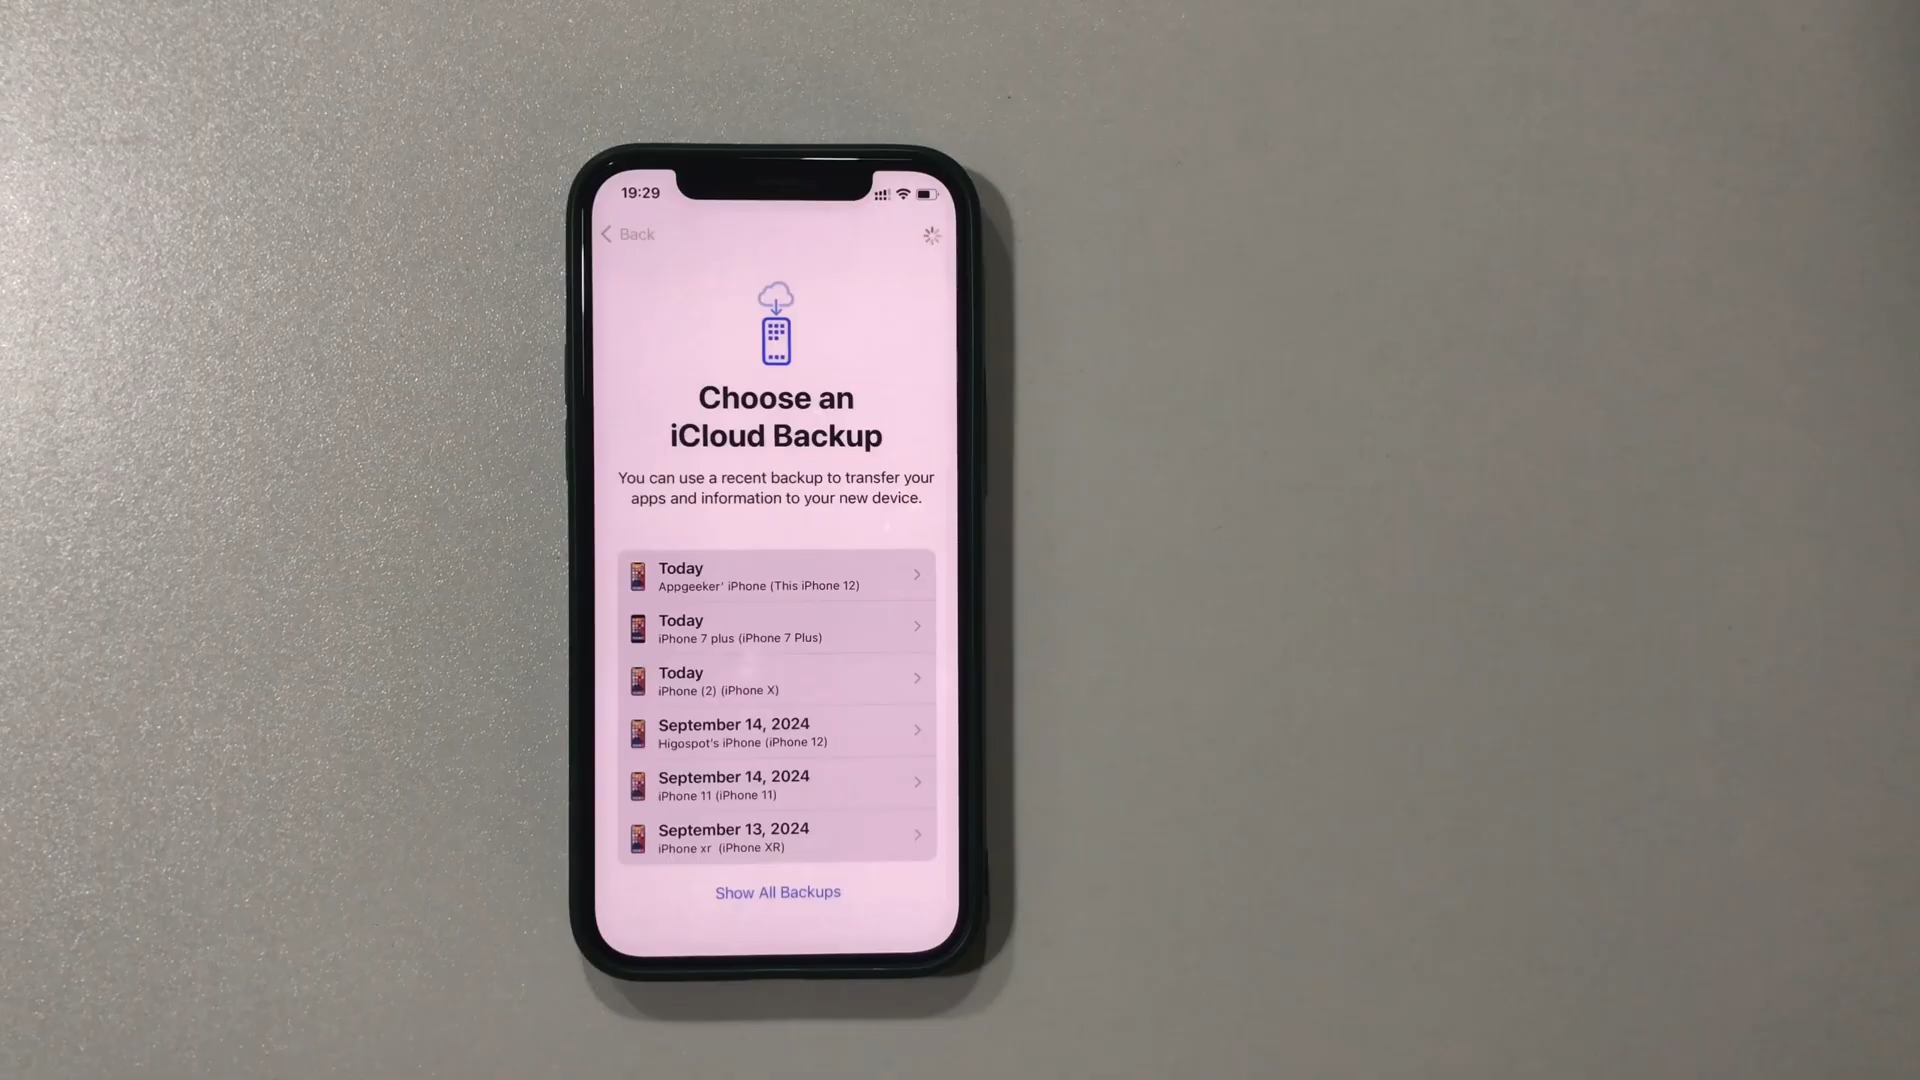 19:29
Back
Choose an
iCloud Backup
You can use a recent backup to transfer your
apps and information to your new device.
Today
Appgeeker‘ iPhone (This iPhone 12)
Today
iPhone 7 plus (iPhone 7 Plus)
Today
iPhone (2) (iPhone X)
September 14, 2024
Higospot's iPhone (iPhone 12)
September 14, 2024
iPhone 11 (iPhone 11)
September 13, 2024
iPhone xr (iPhone XR)
Show All Backups